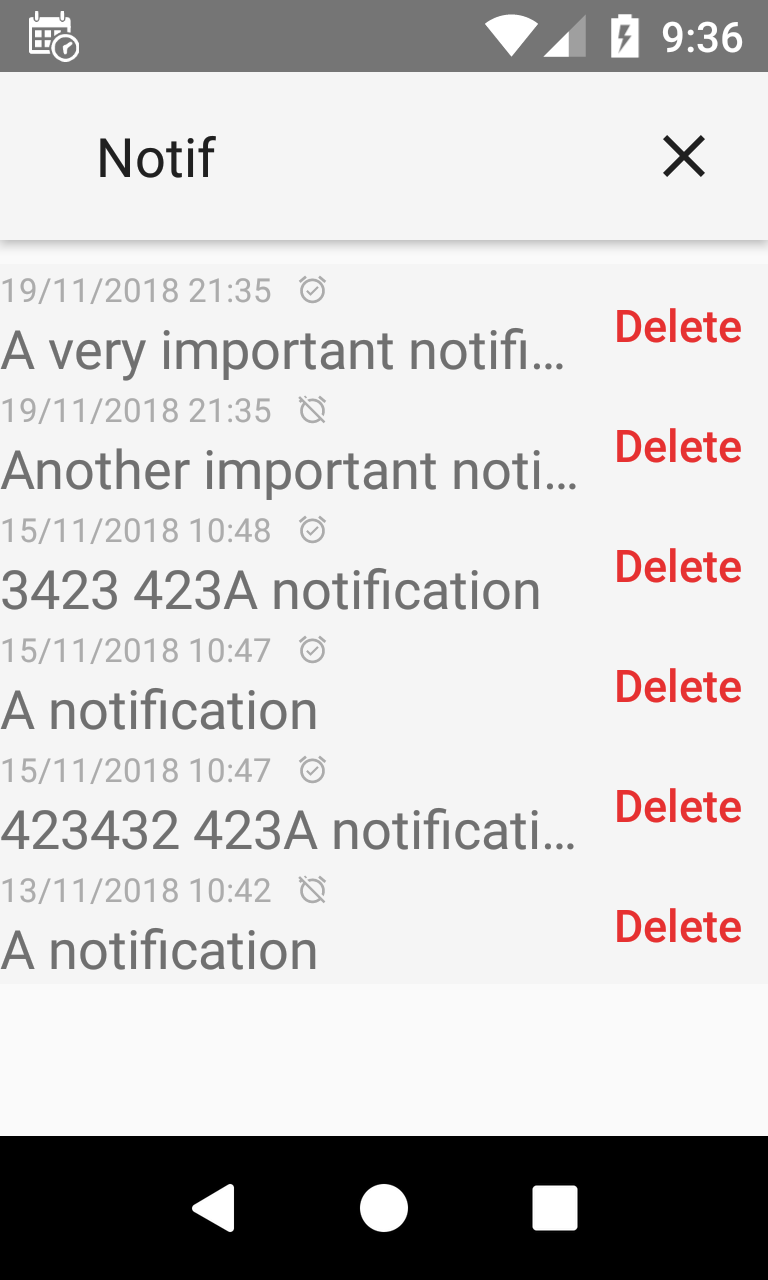 9:36
Notif
19/11/2018 21:35
A very important notifi…
Delete
19/11/2018 21:35
Another important noti…
Delete
15/11/2018 10:48
3423 423A notification
Delete
15/11/2018 10:47
A notification
Delete
15/11/2018 10:47
423432 423A notificati…
Delete
13/11/2018 10:42
A notification
Delete